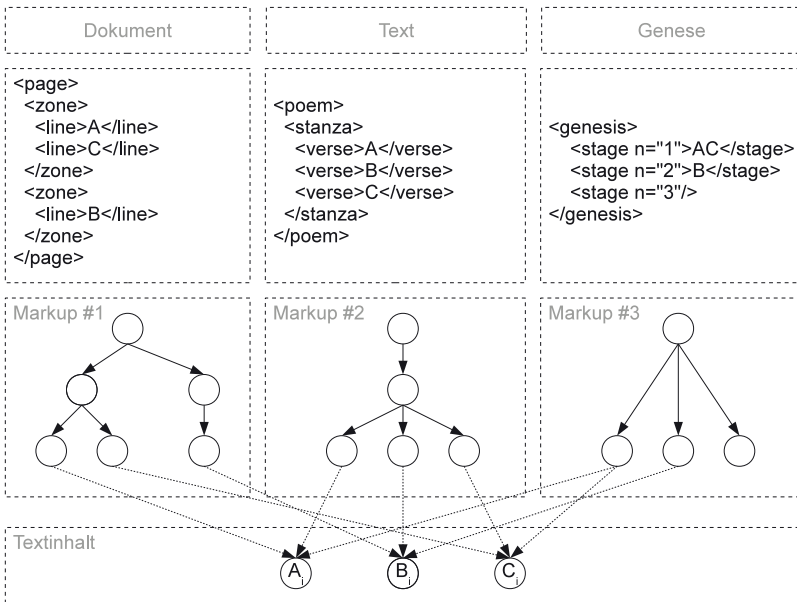 Dokument
Text
Genese
<page>
<zone>
<line>A</line>
<line>C</line>
</zone>
<zone>
<line>B</line>
</zone>
</page>
<poem>
<stanza>
<verse>A</verse>
<verse>B</verse>
<verse>C</verse>
</stanza>
</poem>
<genesis>
<stage n="1">AC</stage>
<stage n="2">B</stage>
<stage n="3"/>
</genesis>
Markup #1
Markup #2
Markup #3
Textinhalt
Ai
Bi
Ci